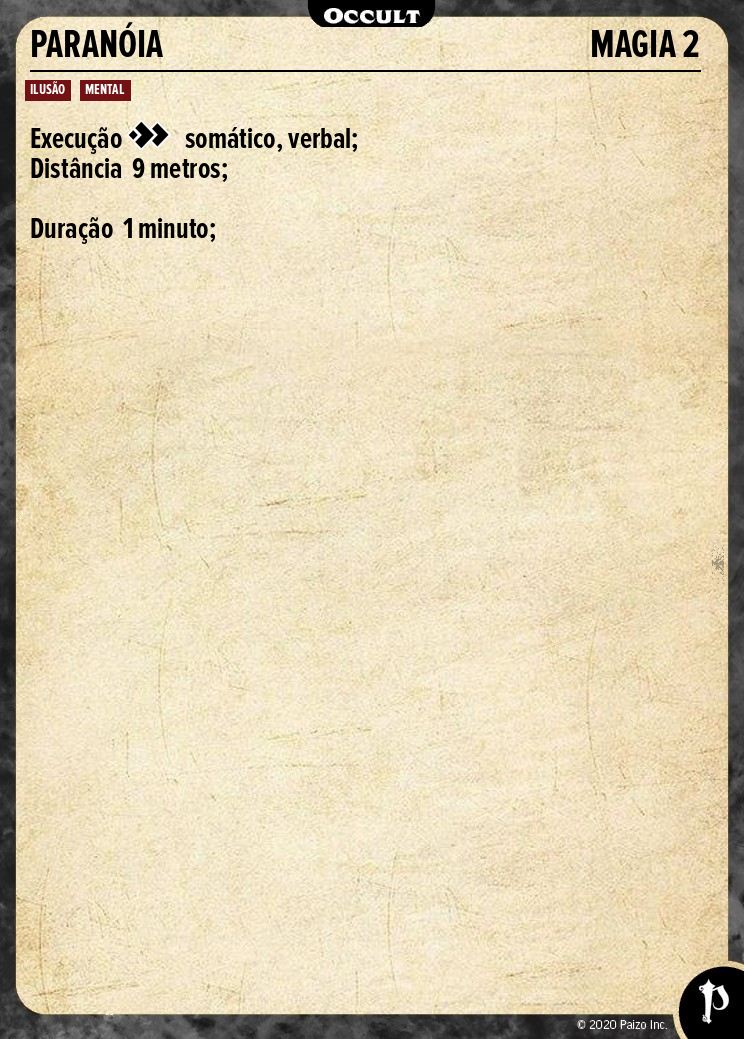 Occult
PARANÓIA MAGIA 2
ILUSÃO MENTAL
Execução somático, verbal;
Distância 9 metros;
Duração 1 minuto;
© 2020 Paizo Inc.